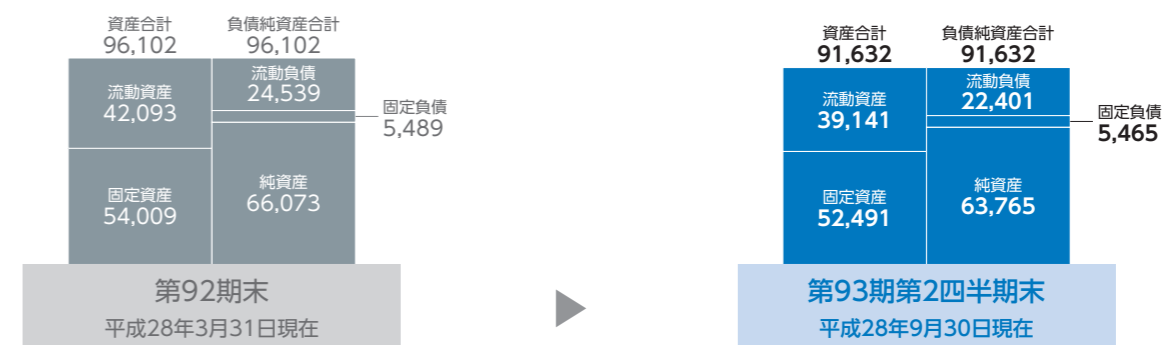 資産合計
96,102
負債純資産合計
96,102
流動資産
42,093
流動負債
24,539
固定負債
5,489
固定資産
54,009
純資産
66,073
第92期末
平成28年3月31日現在
資産合計
91,632
負債純資産合計
91,632
流動資産
39,141
流動負債
22,401
固定負債
5,465
固定資産
52,491
純資産
63,765
第93期第2四半期末
平成28年9月30日現在